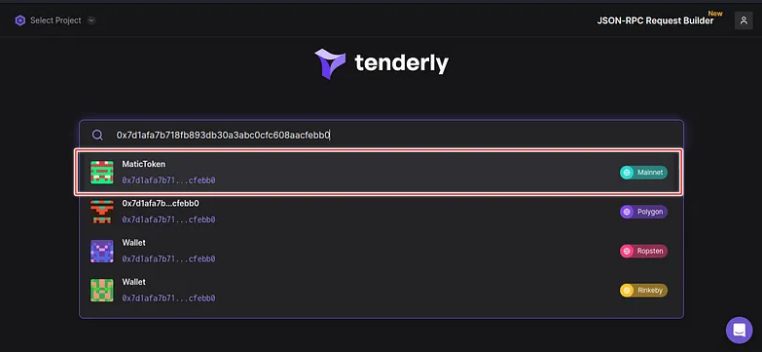 Select Project
JSON-RPC Request Builder New
tenderly
0x7d1afa7b718fb893db30a3abc0cfc608aacfebb0
MaticToken
0x7d1afa7b71...cfebb0
Mainnet
0x7d1afa7b...cfebb0
0x7d1afa7b71...cfebb0
Polygon
Wallet
0x7d1afa7b71...cfebb0
Ropsten
Wallet
0x7d1afa7b71...cfebb0
Rinkeby